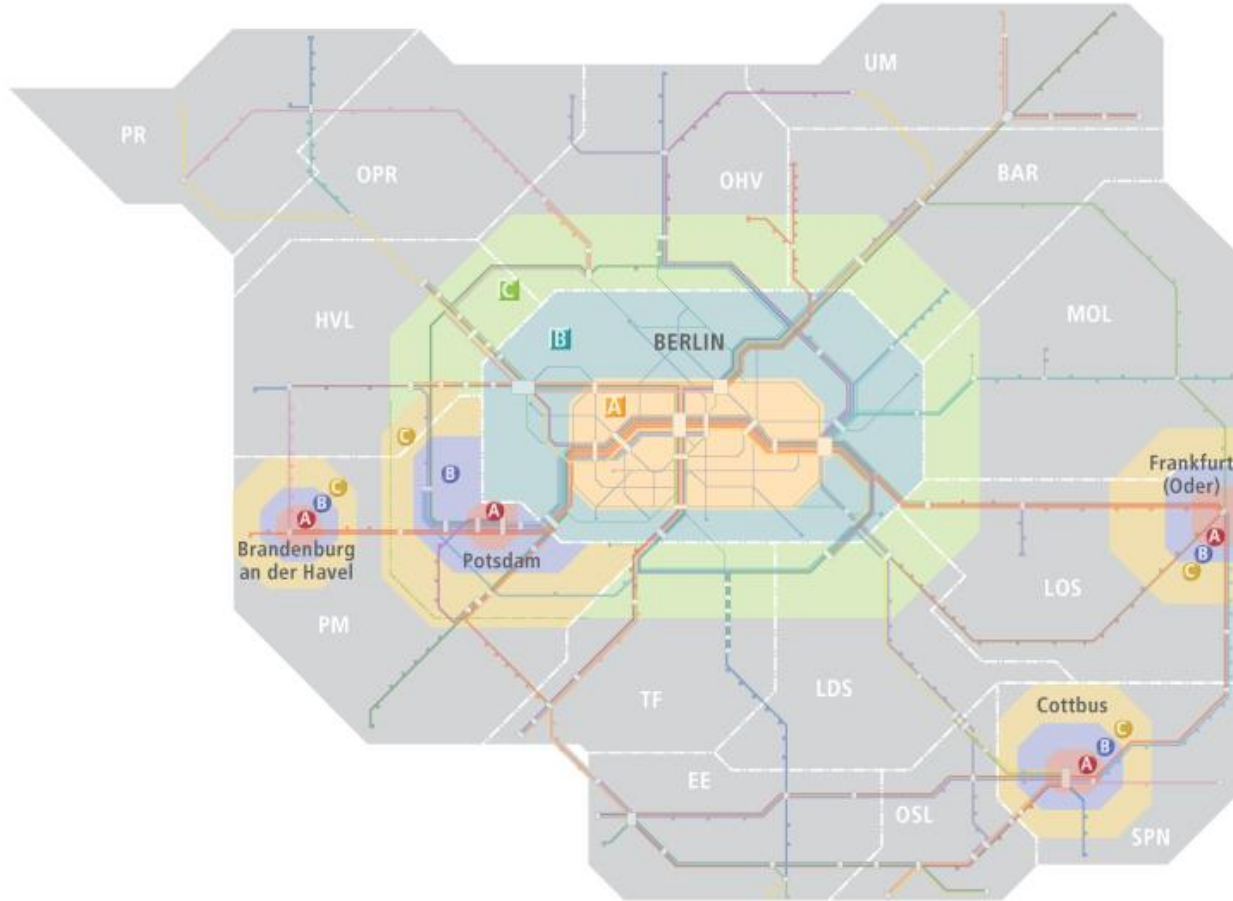 UM
PR
OPR
OHV
BAR
C
HVL
B
BERLIN
MOL
A
C
B
Frankfurt
(Oder)
C
B
A
A
Brandenburg
an der Havel
Potsdam
A
B
C
LOS
PM
TF
LDS
Cottbus
C
B
A
EE
OSL
SPN